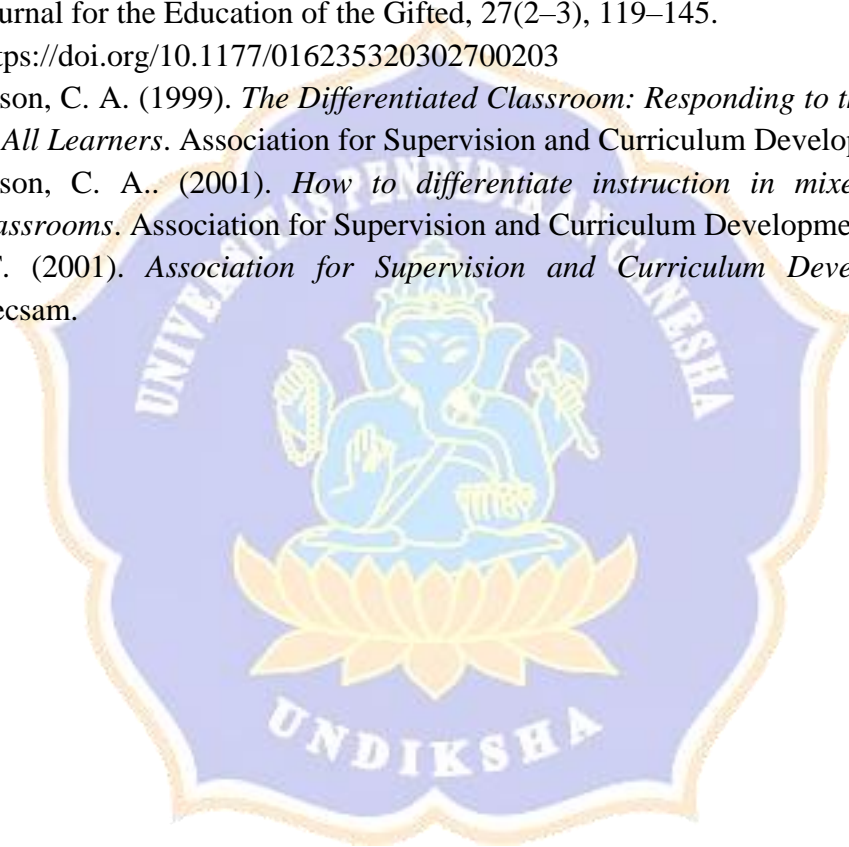 urnal for the Education of the Gifted, 27(2–3), 119–145.
tps://doi.org/10.1177/016235320302700203
son, C. A. (1999). The Differentiated Classroom: Responding to th
All Learners. Association for Supervision and Curriculum Develop
son, C. A.. (2001). How to differentiate instruction in mixe
assrooms. Association for Supervision and Curriculum Developme
(2001). Association for Supervision and Curriculum Deve
ecsam.
UNIVERSITAS PENDIDIKAN GANESHA
UNDIKSHA